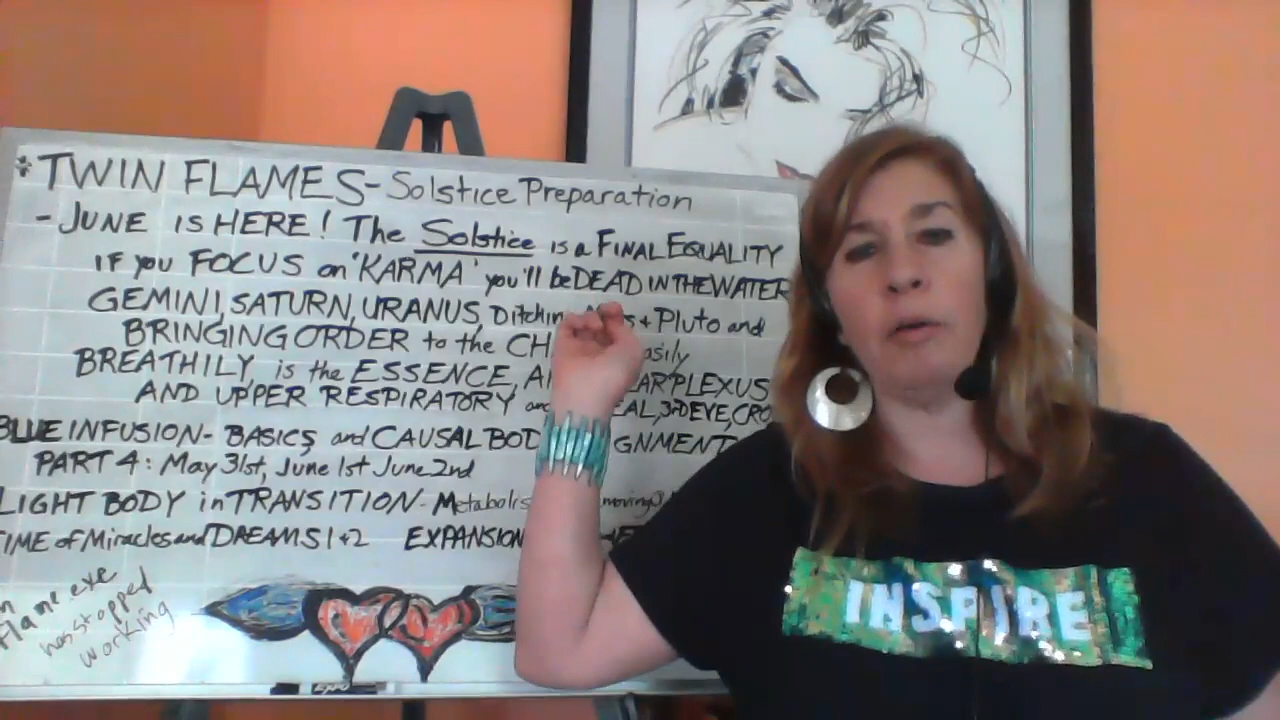 * TWIN FLAMES - Solstice Preparation
- JUNE IS HERE! The Solstice is a FINAL EQUALITY
IF you FOCUS on 'KARMA' you'll be DEAD IN THE WATER
GEMINI, SATURN, URANUS, Ditchin + Pluto and
BRINGING ORDER to the CH asily
BREATHILY, is the ESSENCE, A ARPLEXUS
AND UPPER RESPIRATORY an EAL, 3RD EYE, CRO
BLUE INFUSION - BASICS and CAUSAL BOD GNMENT
PART 4: May 31st, June 1st June 2nd
LIGHT BODY in TRANSITION - Metabolis moving
TIME of Miracles and DREAMS 1+2 EXPANSION
n
Flame exe
has stopped
working
EXPO
INSPIRE